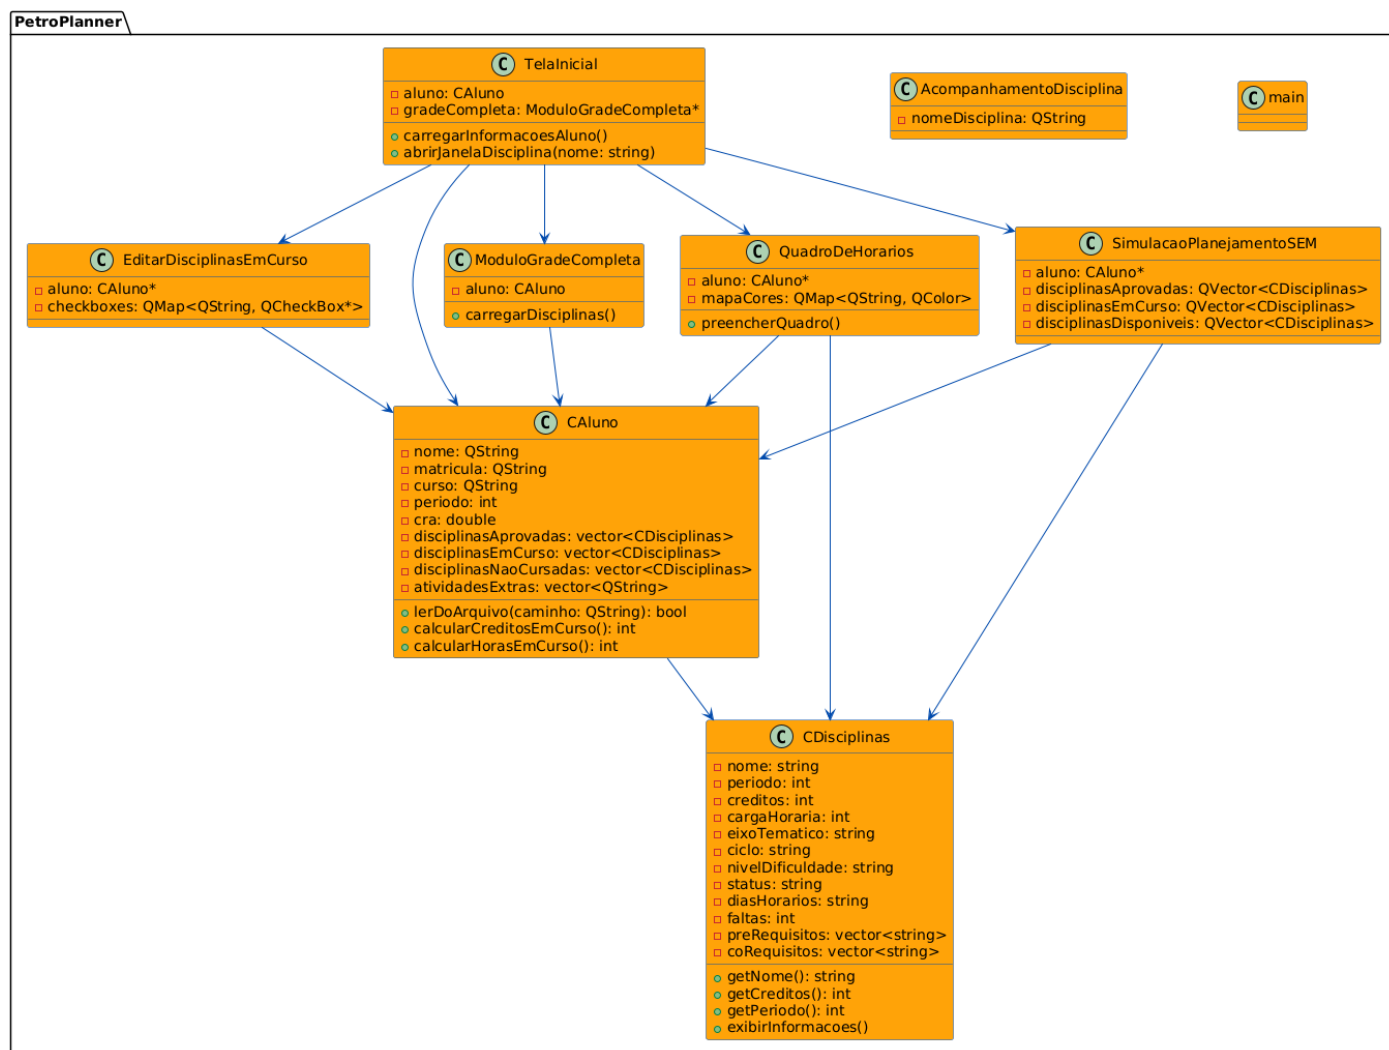 PetroPlanner
C TelaInicial
aluno: CAluno
gradeCompleta: ModuloGradeCompleta*
carregarInformacoesAluno()
abrirJanelaDisciplina(nome: string)
C AcompanhamentoDisciplina
nomeDisciplina: QString
C main
C EditarDisciplinasEmCurso
aluno: CAluno*
checkboxes: QMap<QString, QCheckBox*>
C ModuloGradeCompleta
aluno: CAluno
carregarDisciplinas()
C QuadroDeHorarios
aluno: CAluno*
mapaCores: QMap<QString, QColor>
preencherQuadro()
C SimulacaoPlanejamentoSEM
aluno: CAluno*
disciplinasAprovadas: QVector<CDisciplinas>
disciplinasEmCurso: QVector<CDisciplinas>
disciplinasDisponiveis: QVector<CDisciplinas>
C CAluno
nome: QString
matricula: QString
curso: QString
periodo: int
cra: double
disciplinasAprovadas: vector<CDisciplinas>
disciplinasEmCurso: vector<CDisciplinas>
disciplinasNaoCursadas: vector<CDisciplinas>
atividadesExtras: vector<QString>
lerDoArquivo(caminho: QString): bool
calcularCreditosEmCurso(): int
calcularHorasEmCurso(): int
C CDisciplinas
nome: string
periodo: int
creditos: int
cargaHoraria: int
eixoTematico: string
ciclo: string
nivelDificuldade: string
status: string
diasHorarios: string
faltas: int
preRequisitos: vector<string>
coRequisitos: vector<string>
getNome(): string
getCreditos(): int
getPeriodo(): int
exibirInformacoes()